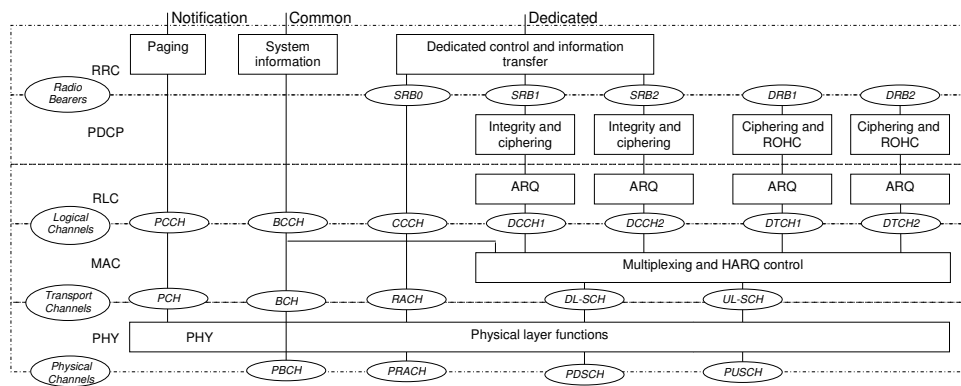 Notification Common Dedicated
Paging System information Dedicated control and information transfer
RRC
Radio Bearers SRB0 SRB1 SRB2 DRB1 DRB2
PDCP Integrity and ciphering Integrity and ciphering Ciphering and ROHC Ciphering and ROHC
RLC ARQ ARQ ARQ ARQ
Logical Channels PCCH BCCH CCCH DCCH1 DCCH2 DTCH1 DTCH2
MAC Multiplexing and HARQ control
Transport Channels PCH BCH RACH DL-SCH UL-SCH
PHY PHY Physical layer functions
Physical Channels PBCH PRACH PDSCH PUSCH